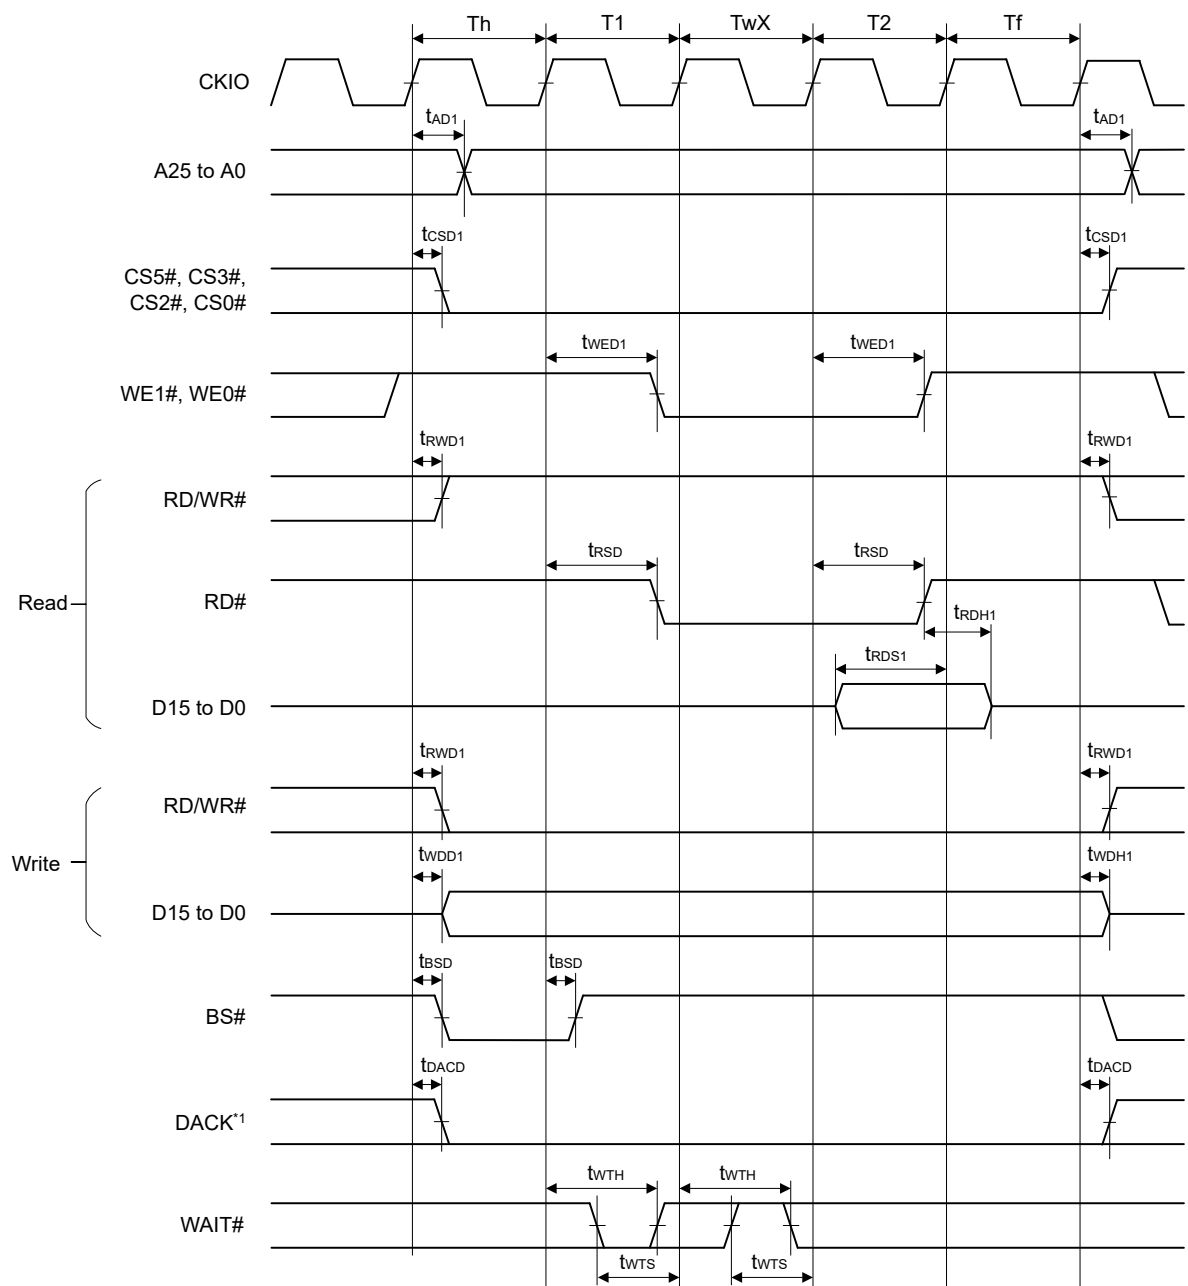 Th T1 TwX T2 Tf
CKIO
tAD1 tAD1
A25 to A0
tCSD1 tCSD1
CS5#, CS3#,
CS2#, CS0#
tWED1 tWED1
WE1#, WE0#
tRWD1 tRWD1
RD/WR#
tRSD tRSD
Read
RD#
tRDH1
tRDS1
D15 to D0
tRWD1 tRWD1
RD/WR#
Write
tWDD1 tWDH1
D15 to D0
tBSD tBSD
BS#
tDACD tDACD
DACK*1
tWTH tWTH
WAIT#
tWTS tWTS